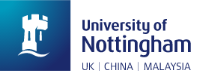 University of
Nottingham
UK | CHINA | MALAYSIA